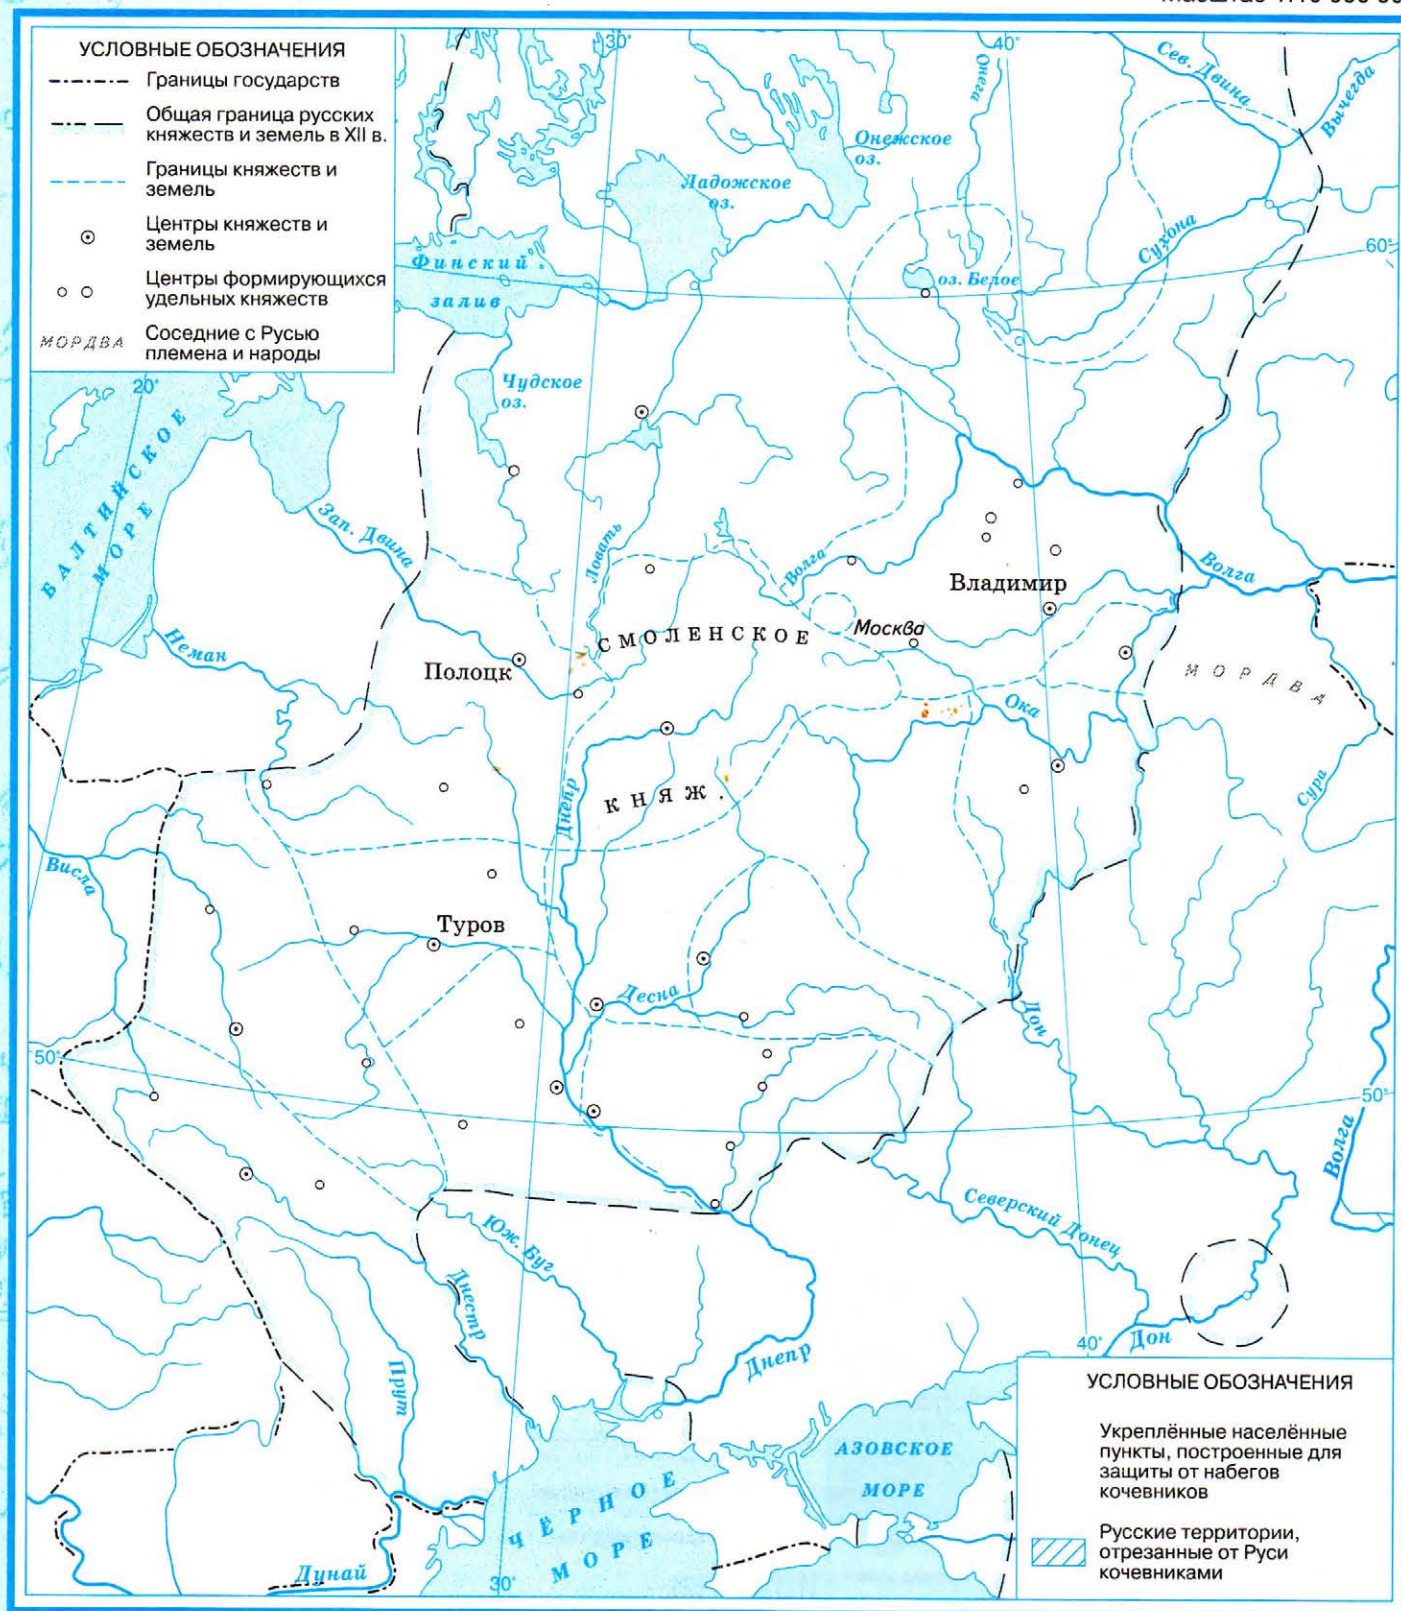 УСЛОВНЫЕ ОБОЗНАЧЕНИЯ
Границы государств
Общая граница русских
княжеств и земель в XII в.
Границы княжеств и
земель
Центры княжеств и
земель
Центры формирующихся
удельных княжеств
МОРДВА
Соседние с Русью
племена и народы
30°
40°
Онега
Сев. Двина
Вычегда
Онежское
оз.
Ладожское
оз.
Сухона
60°
Финский
залив
оз. Белое
20°
Чудское
оз.
БАЛТИЙСКОЕ
МОРЕ
Зап. Двина
Ловать
Волга
Владимир
Волга
Неман
СМОЛЕНСКОЕ
Москва
Полоцк
МОРДВА
Ока
Днепр
КНЯЖ.
Сура
Висла
Туров
Десна
Дон
50°
50°
Волга
Северский Донец
Юж. Буг
Днестр
Прут
Днепр
40°
Дон
АЗОВСКОЕ
МОРЕ
ЧЁРНОЕ
МОРЕ
Дунай
30°
УСЛОВНЫЕ ОБОЗНАЧЕНИЯ
Укреплённые населённые
пункты, построенные для
защиты от набегов
кочевников
Русские территории,
отрезанные от Руси
кочевниками